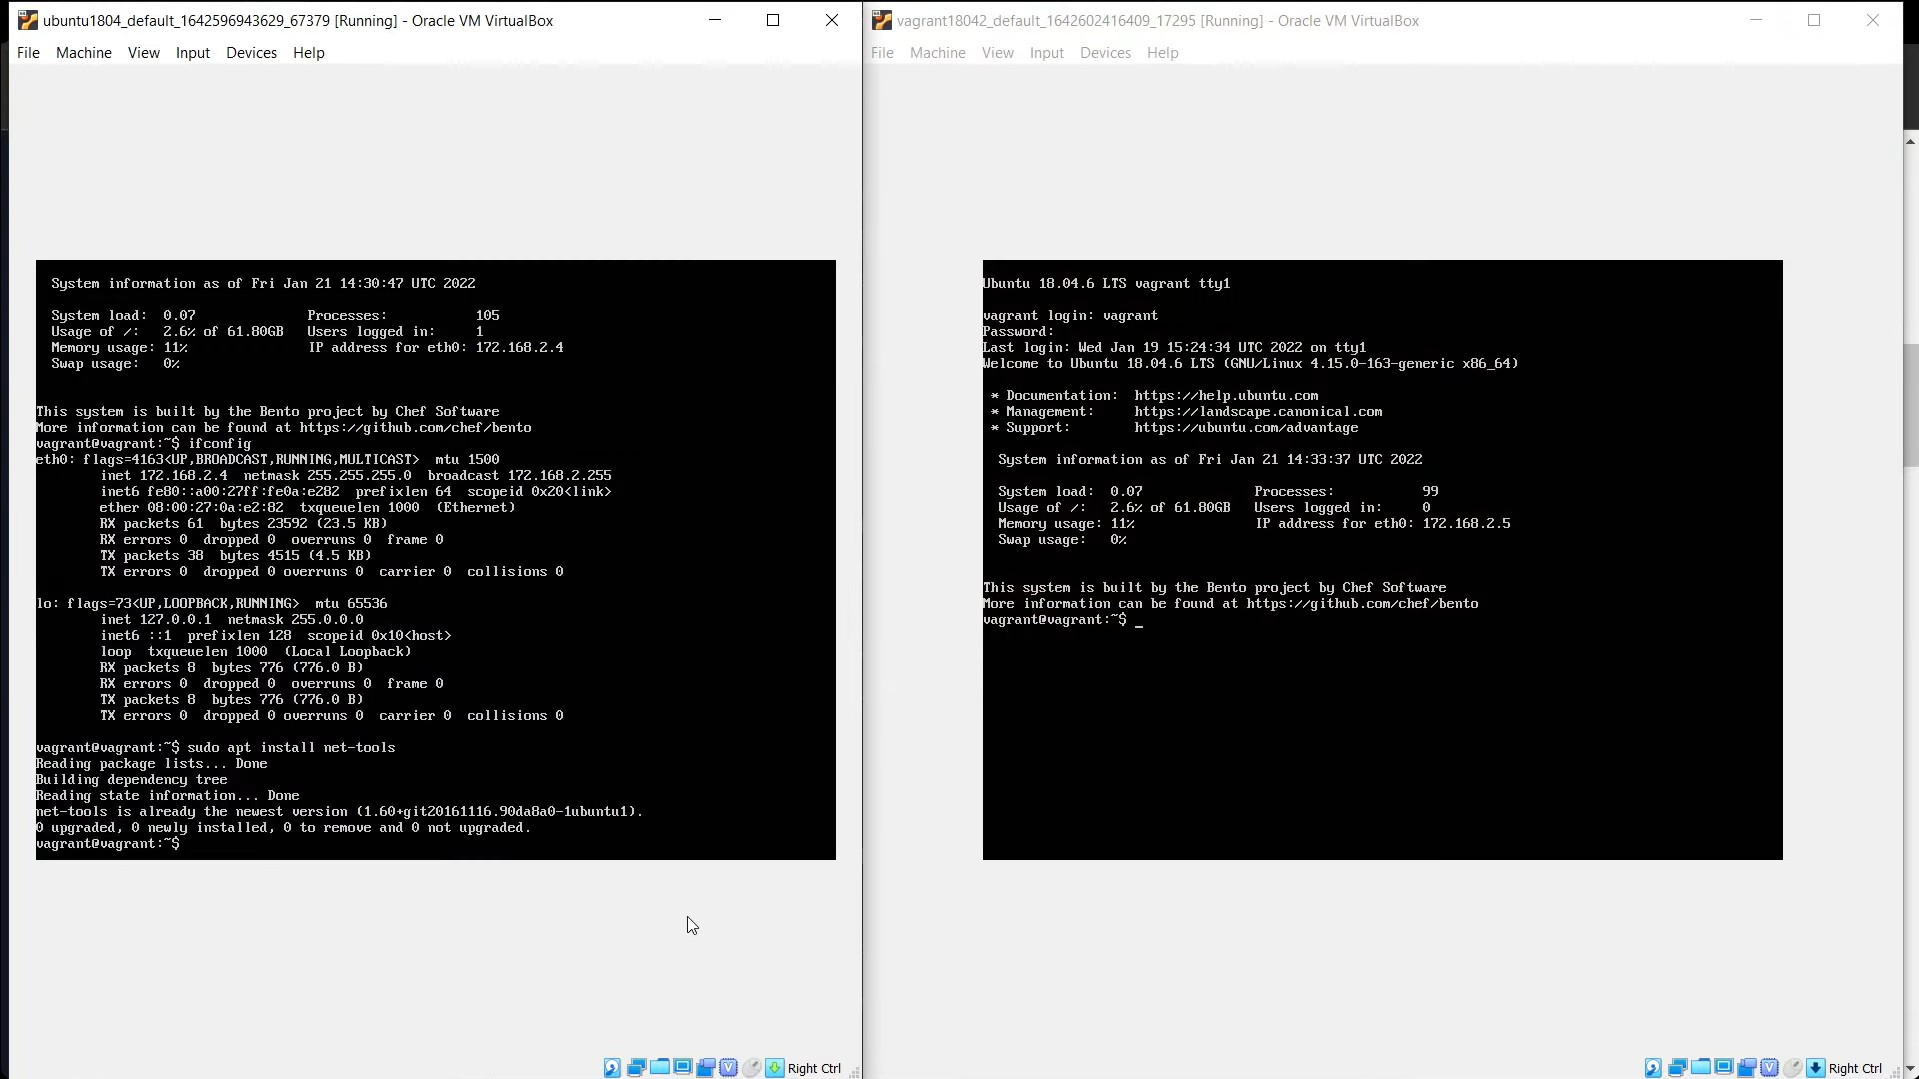 ubuntu1804_default_1642596943629_67379 [Running] - Oracle VM VirtualBox
File Machine View Input Devices Help
System information as of Fri Jan 21 14:30:47 UTC 2022
System load: 0.07 Processes: 105
Usage of /: 2.6% of 61.80GB Users logged in: 1
Memory usage: 11% IP address for eth0: 172.168.2.4
Swap usage: 0%
This system is built by the Bento project by Chef Software
More information can be found at https://github.com/chef/bento
vagrant@vagrant:~$ ifconfig
eth0: flags=4163<UP,BROADCAST,RUNNING,MULTICAST> mtu 1500
inet 172.168.2.4 netmask 255.255.255.0 broadcast 172.168.2.255
inet6 fe80::a00:27ff:fe0a:e282 prefixlen 64 scopeid 0x20<link>
ether 08:00:27:0a:e2:82 txqueuelen 1000 (Ethernet)
RX packets 61 bytes 23592 (23.5 KB)
RX errors 0 dropped 0 overruns 0 frame 0
TX packets 38 bytes 4515 (4.5 KB)
TX errors 0 dropped 0 overruns 0 carrier 0 collisions 0
lo: flags=73<UP,LOOPBACK,RUNNING> mtu 65536
inet 127.0.0.1 netmask 255.0.0.0
inet6 ::1 prefixlen 128 scopeid 0x10<host>
loop txqueuelen 1000 (Local Loopback)
RX packets 8 bytes 776 (776.0 B)
RX errors 0 dropped 0 overruns 0 frame 0
TX packets 8 bytes 776 (776.0 B)
TX errors 0 dropped 0 overruns 0 carrier 0 collisions 0
vagrant@vagrant:~$ sudo apt install net-tools
Reading package lists... Done
Building dependency tree
Reading state information... Done
net-tools is already the newest version (1.60+git20161116.90da8a0-1ubuntu1).
0 upgraded, 0 newly installed, 0 to remove and 0 not upgraded.
vagrant@vagrant:~$
Right Ctrl
vagrant18042_default_1642602416409_17295 [Running] - Oracle VM VirtualBox
File Machine View Input Devices Help
Ubuntu 18.04.6 LTS vagrant tty1
vagrant login: vagrant
Password:
Last login: Wed Jan 19 15:24:34 UTC 2022 on tty1
Welcome to Ubuntu 18.04.6 LTS (GNU/Linux 4.15.0-163-generic x86_64)
* Documentation: https://help.ubuntu.com
* Management: https://landscape.canonical.com
* Support: https://ubuntu.com/advantage
System information as of Fri Jan 21 14:33:37 UTC 2022
System load: 0.07 Processes: 99
Usage of /: 2.6% of 61.80GB Users logged in: 0
Memory usage: 11% IP address for eth0: 172.168.2.5
Swap usage: 0%
This system is built by the Bento project by Chef Software
More information can be found at https://github.com/chef/bento
vagrant@vagrant:~$ _
Right Ctrl